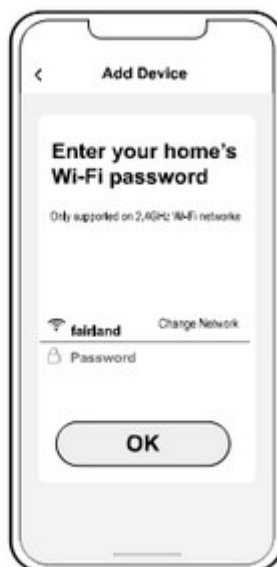 Add Device
Enter your home's
Wi-Fi password
Only supported on 2,4GHz Wi-Fi networke
fairland Change Network
Password
OK